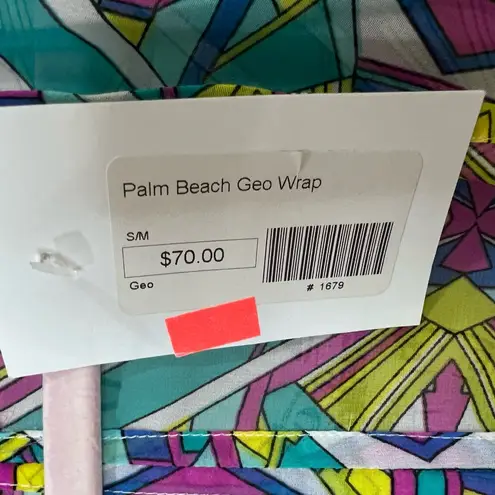 Palm Beach Geo Wrap
S/M
$70.00
Geo
# 1679